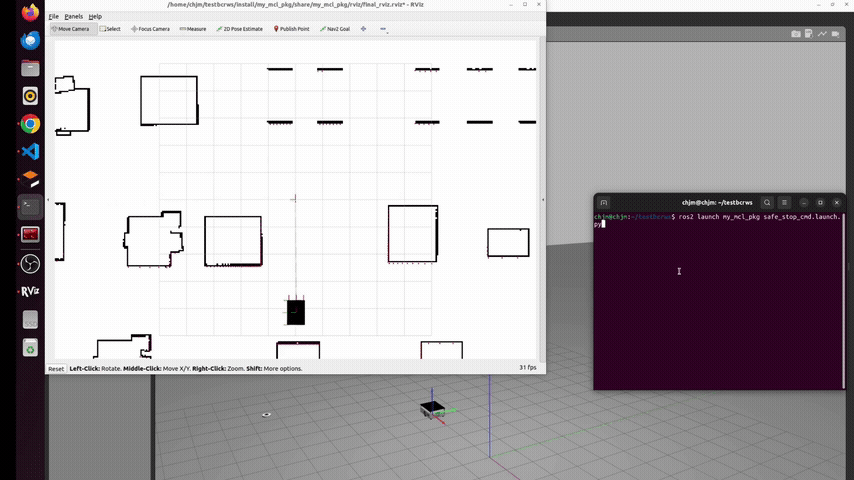 /home/chjm/testbcrws/install/my_mcl_pkg/share/my_mcl_pkg/rviz/final_rviz.rviz* - RViz
File Panels Help
Move Camera Select Focus Camera Measure 2D Pose Estimate Publish Point Nav2 Goal
chjm@chjm: ~/testbcrws
chjm@chjm:~/testbcrws$ ros2 launch my_mcl_pkg safe_stop_cmd.launch.
py
RViz
Reset Left-Click: Rotate. Middle-Click: Move X/Y. Right-Click: Zoom. Shift: More options. 31 fps